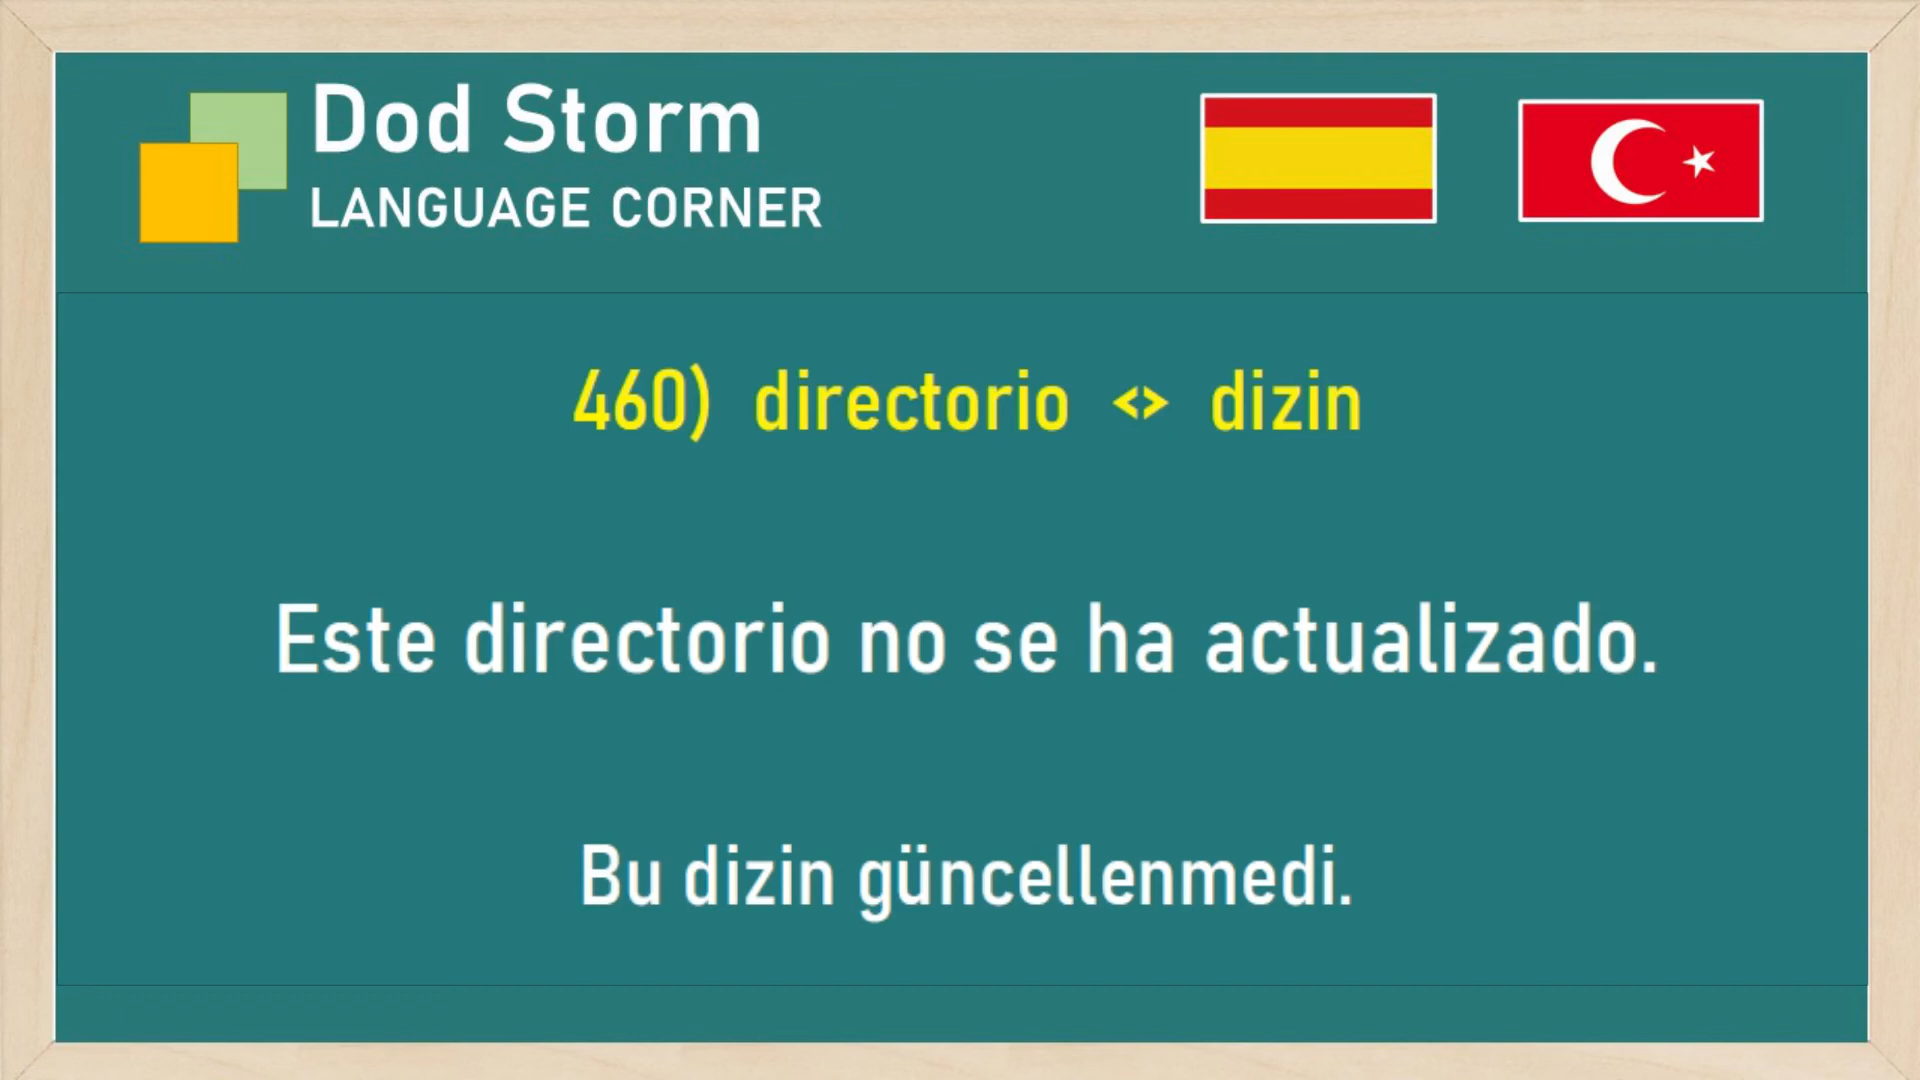 Dod Storm
LANGUAGE CORNER
460) directorio <> dizin
Este directorio no se ha actualizado.
Bu dizin güncellenmedi.